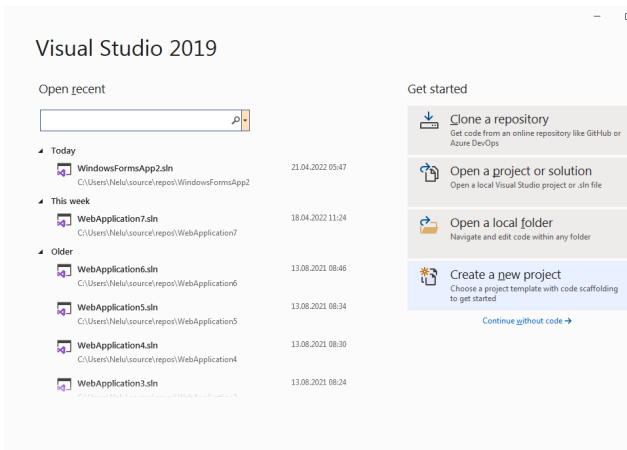 Visual Studio 2019
Open recent
Today
WindowsFormsApp2.sln 21.04.2022 05:47
C:\Users\Nelu\source\repos\WindowsFormsApp2
This week
WebApplication7.sln 18.04.2022 11:24
C:\Users\Nelu\source\repos\WebApplication7
Older
WebApplication6.sln 13.08.2021 08:46
C:\Users\Nelu\source\repos\WebApplication6
WebApplication5.sln 13.08.2021 08:34
C:\Users\Nelu\source\repos\WebApplication5
WebApplication4.sln 13.08.2021 08:30
C:\Users\Nelu\source\repos\WebApplication4
WebApplication3.sln 13.08.2021 08:24
Get started
Clone a repository
Get code from an online repository like GitHub or
Azure DevOps
Open a project or solution
Open a local Visual Studio project or .sln file
Open a local folder
Navigate and edit code within any folder
Create a new project
Choose a project template with code scaffolding
to get started
Continue without code →